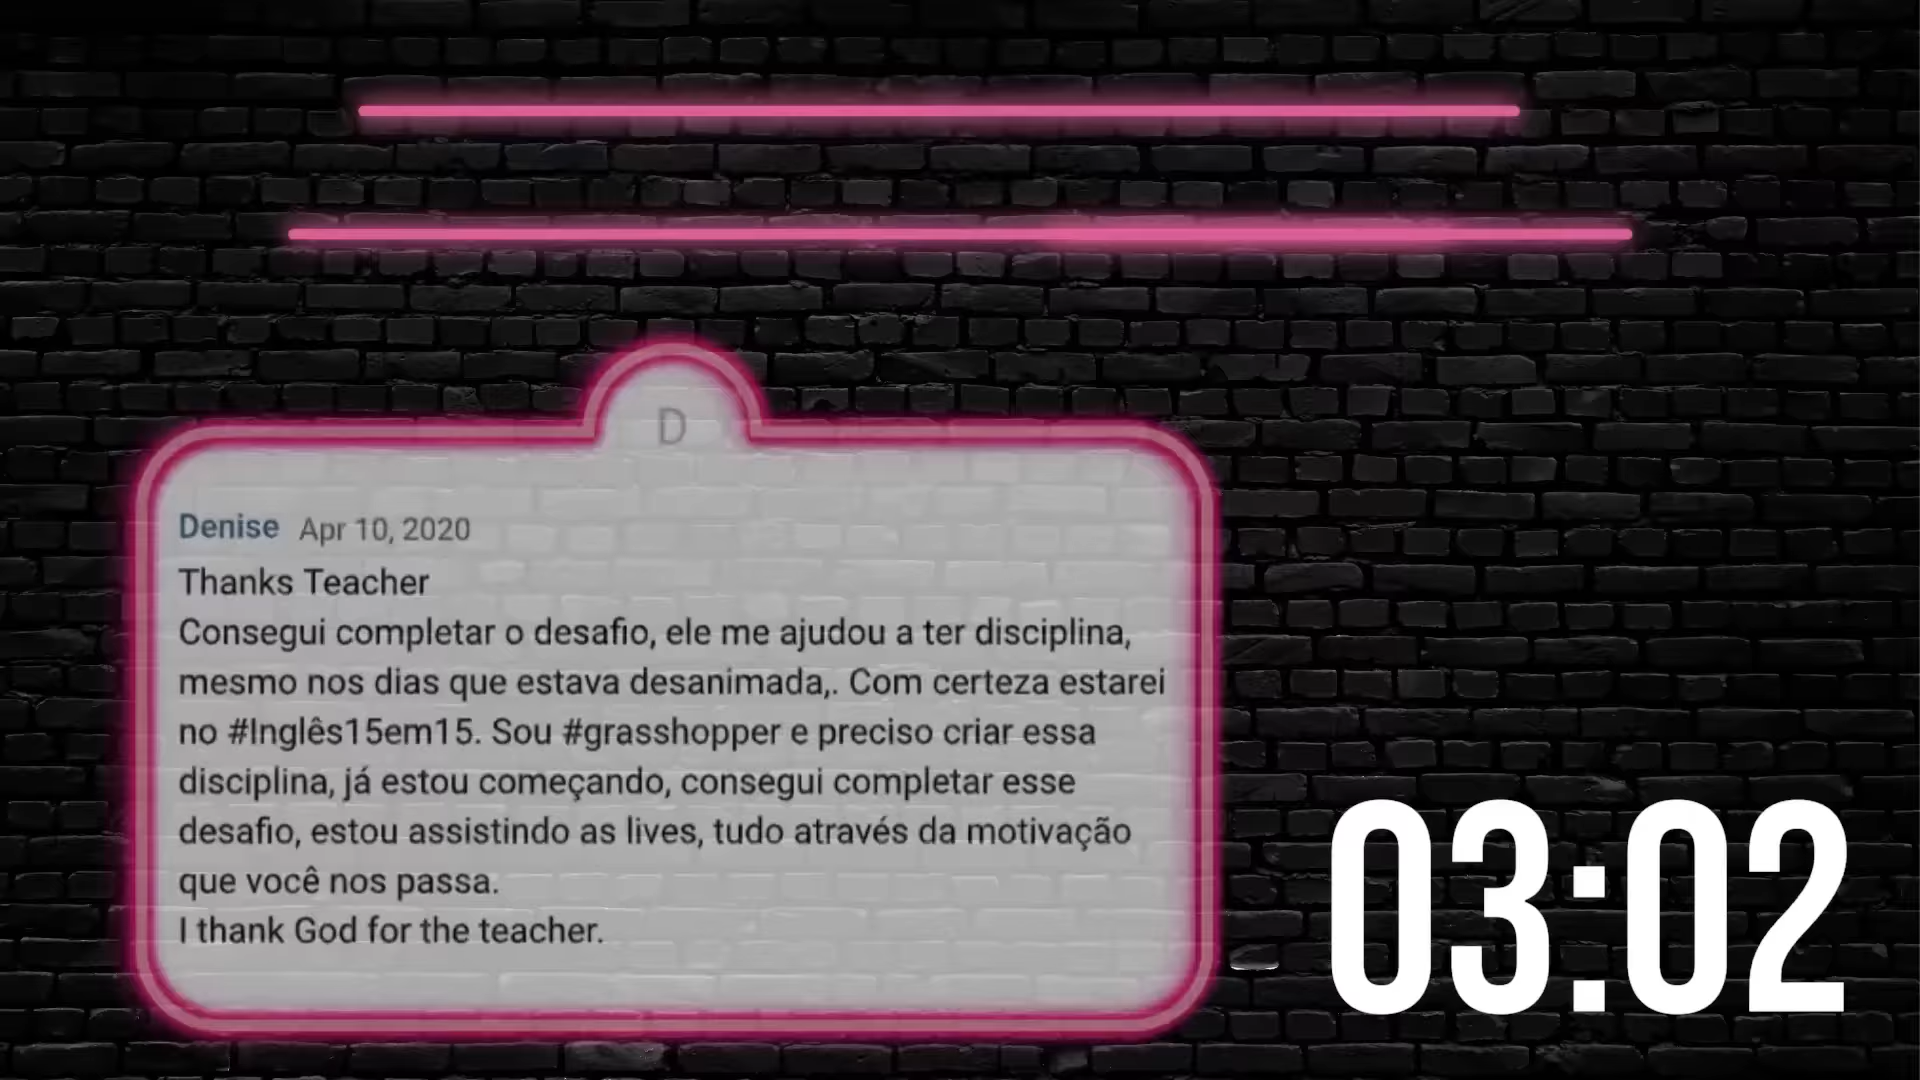 D
Denise Apr 10, 2020
Thanks Teacher
Consegui completar o desafio, ele me ajudou a ter disciplina,
mesmo nos dias que estava desanimada,. Com certeza estarei
no #Inglês15em15. Sou #grasshopper e preciso criar essa
disciplina, já estou começando, consegui completar esse
desafio, estou assistindo as lives, tudo através da motivação
que você nos passa.
I thank God for the teacher.
03:02